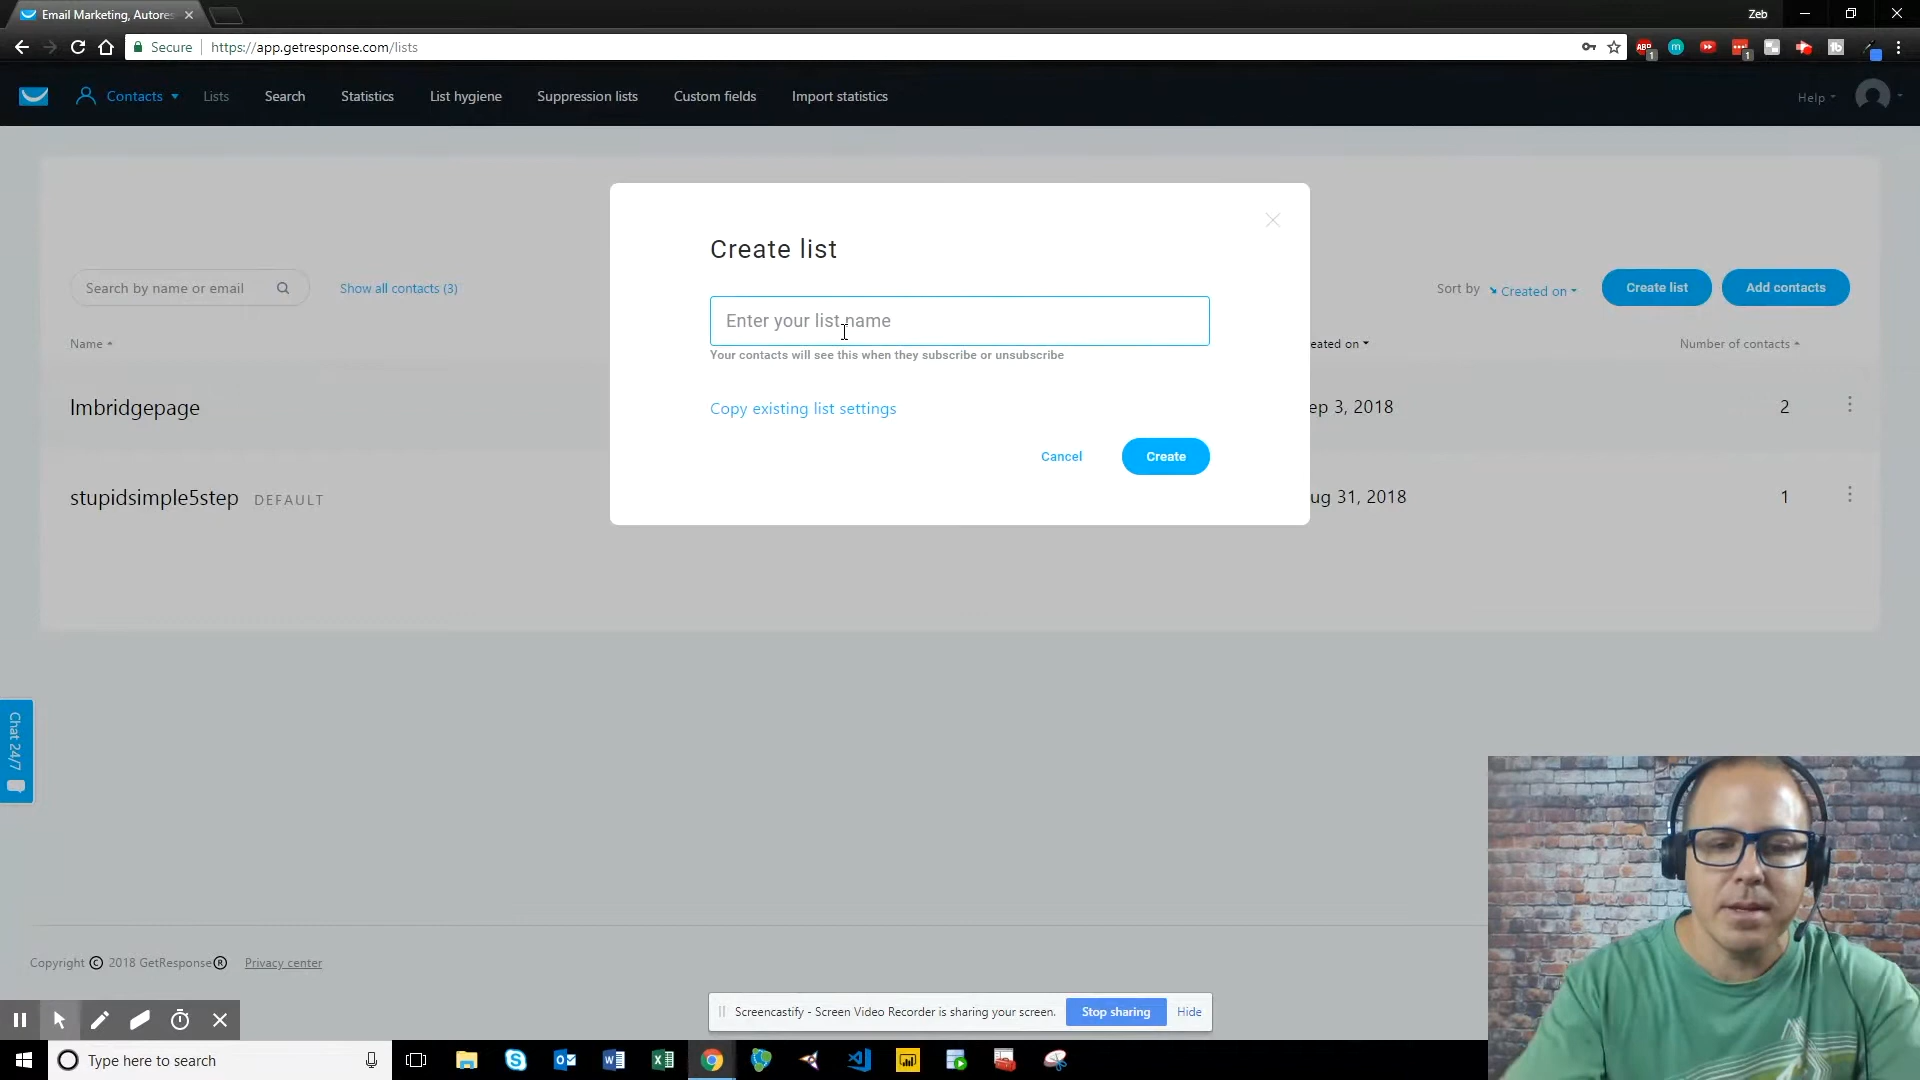 Email Marketing, Autores
Zeb
Secure
https://app.getresponse.com/lists
ABP
1
m
1
Contacts
Lists
Search
Statistics
List hygiene
Suppression lists
Custom fields
Import statistics
Help
Create list
Search by name or email
Show all contacts (3)
Sort by
Created on
Create list
Add contacts
Enter your list name
Name
eated on
Number of contacts
Your contacts will see this when they subscribe or unsubscribe
lmbridgepage
Copy existing list settings
ep 3, 2018
2
Cancel
Create
stupidsimple5step DEFAULT
ug 31, 2018
1
Chat 24/7
Copyright © 2018 GetResponse®
Privacy center
Screencastify - Screen Video Recorder is sharing your screen.
Stop sharing
Hide
Type here to search